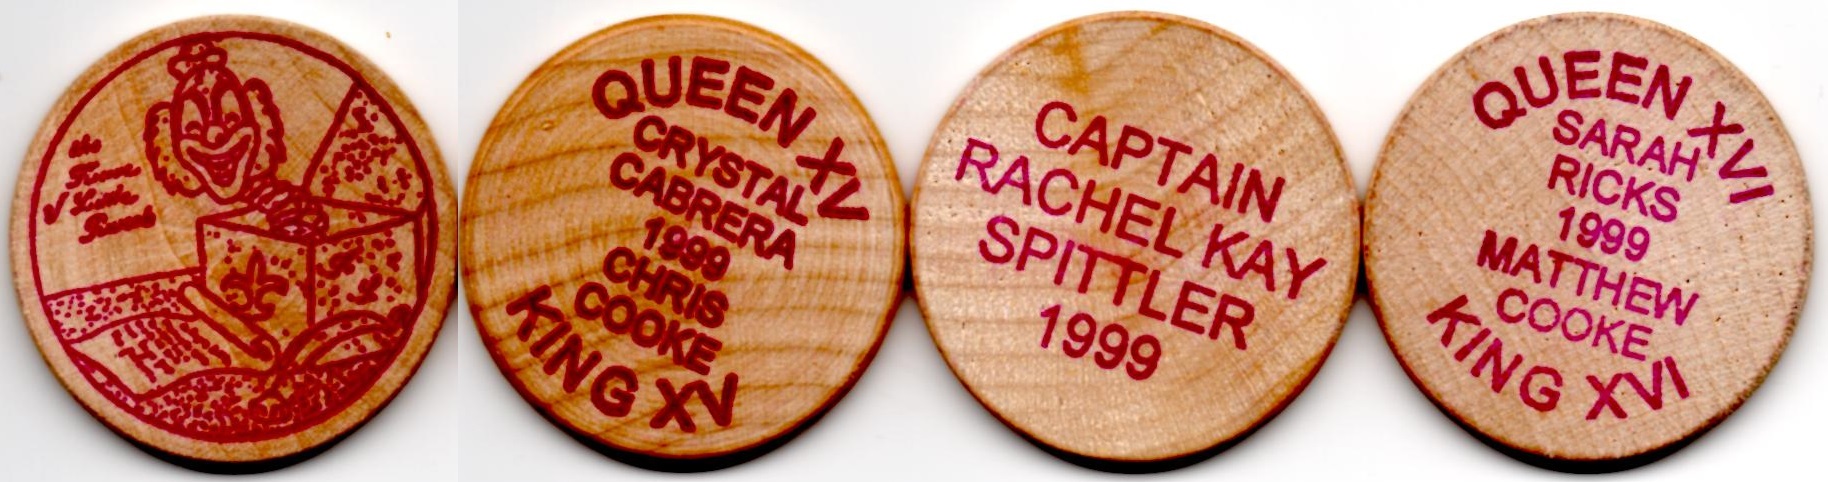 the
Krewe
of Little
Rascals
QUEEN XV
CRYSTAL
CABRERA
1999
CHRIS
COOKE
KING XV
CAPTAIN
RACHEL KAY
SPITTLER
1999
QUEEN XVI
SARAH
RICKS
1999
MATTHEW
COOKE
KING XVI